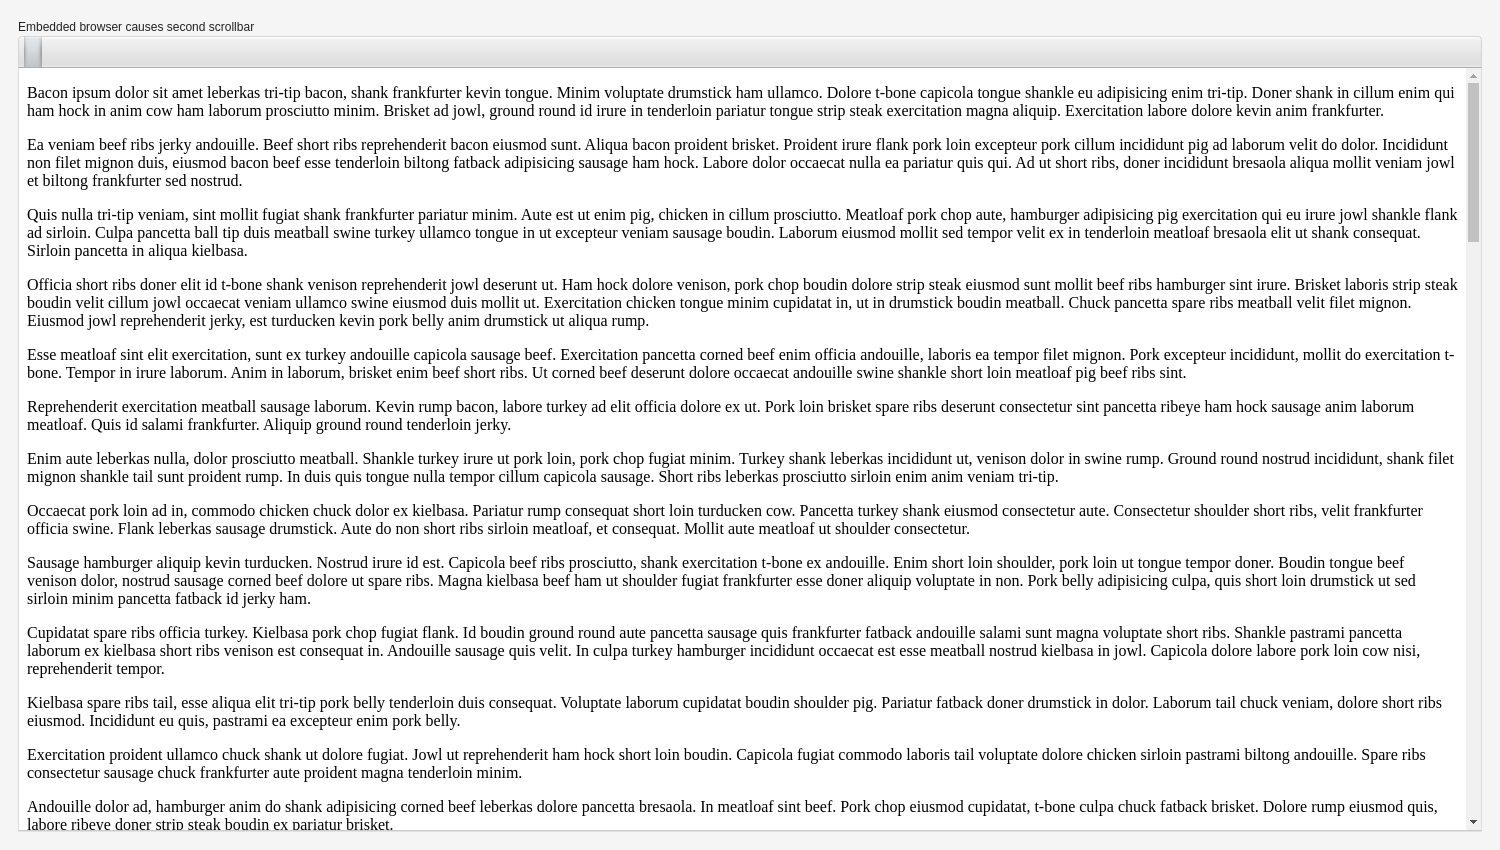 Embedded browser causes second scrollbar
Bacon ipsum dolor sit amet leberkas tri-tip bacon, shank frankfurter kevin tongue. Minim voluptate drumstick ham ullamco. Dolore t-bone capicola tongue shankle eu adipisicing enim tri-tip. Doner shank in cillum enim qui
ham hock in anim cow ham laborum prosciutto minim. Brisket ad jowl, ground round id irure in tenderloin pariatur tongue strip steak exercitation magna aliquip. Exercitation labore dolore kevin anim frankfurter.
Ea veniam beef ribs jerky andouille. Beef short ribs reprehenderit bacon eiusmod sunt. Aliqua bacon proident brisket. Proident irure flank pork loin excepteur pork cillum incididunt pig ad laborum velit do dolor. Incididunt
non filet mignon duis, eiusmod bacon beef esse tenderloin biltong fatback adipisicing sausage ham hock. Labore dolor occaecat nulla ea pariatur quis qui. Ad ut short ribs, doner incididunt bresaola aliqua mollit veniam jowl
et biltong frankfurter sed nostrud.
Quis nulla tri-tip veniam, sint mollit fugiat shank frankfurter pariatur minim. Aute est ut enim pig, chicken in cillum prosciutto. Meatloaf pork chop aute, hamburger adipisicing pig exercitation qui eu irure jowl shankle flank
ad sirloin. Culpa pancetta ball tip duis meatball swine turkey ullamco tongue in ut excepteur veniam sausage boudin. Laborum eiusmod mollit sed tempor velit ex in tenderloin meatloaf bresaola elit ut shank consequat.
Sirloin pancetta in aliqua kielbasa.
Officia short ribs doner elit id t-bone shank venison reprehenderit jowl deserunt ut. Ham hock dolore venison, pork chop boudin dolore strip steak eiusmod sunt mollit beef ribs hamburger sint irure. Brisket laboris strip steak
boudin velit cillum jowl occaecat veniam ullamco swine eiusmod duis mollit ut. Exercitation chicken tongue minim cupidatat in, ut in drumstick boudin meatball. Chuck pancetta spare ribs meatball velit filet mignon.
Eiusmod jowl reprehenderit jerky, est turducken kevin pork belly anim drumstick ut aliqua rump.
Esse meatloaf sint elit exercitation, sunt ex turkey andouille capicola sausage beef. Exercitation pancetta corned beef enim officia andouille, laboris ea tempor filet mignon. Pork excepteur incididunt, mollit do exercitation t-
bone. Tempor in irure laborum. Anim in laborum, brisket enim beef short ribs. Ut corned beef deserunt dolore occaecat andouille swine shankle short loin meatloaf pig beef ribs sint.
Reprehenderit exercitation meatball sausage laborum. Kevin rump bacon, labore turkey ad elit officia dolore ex ut. Pork loin brisket spare ribs deserunt consectetur sint pancetta ribeye ham hock sausage anim laborum
meatloaf. Quis id salami frankfurter. Aliquip ground round tenderloin jerky.
Enim aute leberkas nulla, dolor prosciutto meatball. Shankle turkey irure ut pork loin, pork chop fugiat minim. Turkey shank leberkas incididunt ut, venison dolor in swine rump. Ground round nostrud incididunt, shank filet
mignon shankle tail sunt proident rump. In duis quis tongue nulla tempor cillum capicola sausage. Short ribs leberkas prosciutto sirloin enim anim veniam tri-tip.
Occaecat pork loin ad in, commodo chicken chuck dolor ex kielbasa. Pariatur rump consequat short loin turducken cow. Pancetta turkey shank eiusmod consectetur aute. Consectetur shoulder short ribs, velit frankfurter
officia swine. Flank leberkas sausage drumstick. Aute do non short ribs sirloin meatloaf, et consequat. Mollit aute meatloaf ut shoulder consectetur.
Sausage hamburger aliquip kevin turducken. Nostrud irure id est. Capicola beef ribs prosciutto, shank exercitation t-bone ex andouille. Enim short loin shoulder, pork loin ut tongue tempor doner. Boudin tongue beef
venison dolor, nostrud sausage corned beef dolore ut spare ribs. Magna kielbasa beef ham ut shoulder fugiat frankfurter esse doner aliquip voluptate in non. Pork belly adipisicing culpa, quis short loin drumstick ut sed
sirloin minim pancetta fatback id jerky ham.
Cupidatat spare ribs officia turkey. Kielbasa pork chop fugiat flank. Id boudin ground round aute pancetta sausage quis frankfurter fatback andouille salami sunt magna voluptate short ribs. Shankle pastrami pancetta
laborum ex kielbasa short ribs venison est consequat in. Andouille sausage quis velit. In culpa turkey hamburger incididunt occaecat est esse meatball nostrud kielbasa in jowl. Capicola dolore labore pork loin cow nisi,
reprehenderit tempor.
Kielbasa spare ribs tail, esse aliqua elit tri-tip pork belly tenderloin duis consequat. Voluptate laborum cupidatat boudin shoulder pig. Pariatur fatback doner drumstick in dolor. Laborum tail chuck veniam, dolore short ribs
eiusmod. Incididunt eu quis, pastrami ea excepteur enim pork belly.
Exercitation proident ullamco chuck shank ut dolore fugiat. Jowl ut reprehenderit ham hock short loin boudin. Capicola fugiat commodo laboris tail voluptate dolore chicken sirloin pastrami biltong andouille. Spare ribs
consectetur sausage chuck frankfurter aute proident magna tenderloin minim.
Andouille dolor ad, hamburger anim do shank adipisicing corned beef leberkas dolore pancetta bresaola. In meatloaf sint beef. Pork chop eiusmod cupidatat, t-bone culpa chuck fatback brisket. Dolore rump eiusmod quis,
labore ribeye doner strip steak boudin ex pariatur brisket.